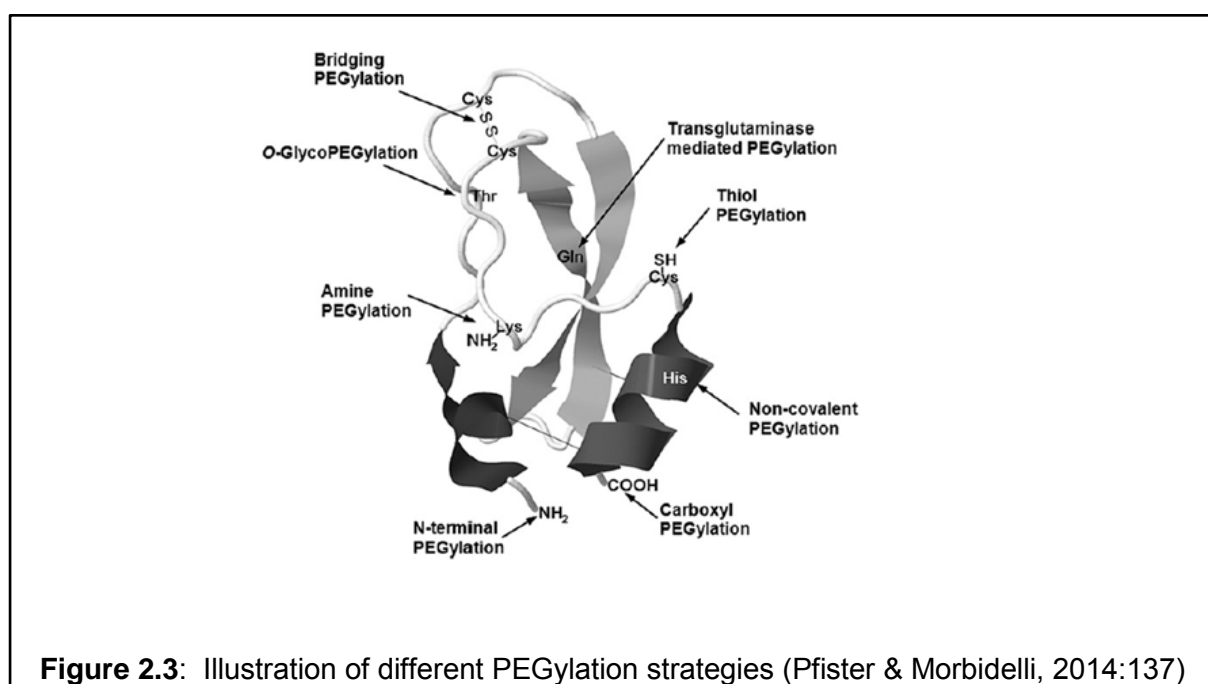 Bridging
PEGylation
Cys
S
S
Cys
O-GlycoPEGylation
Thr
Transglutaminase
mediated PEGylation
Thiol
PEGylation
Gln
SH
Cys
Amine
PEGylation
Lys
NH2
His
Non-covalent
PEGylation
COOH
Carboxyl
PEGylation
NH2
N-terminal
PEGylation
Figure 2.3: Illustration of different PEGylation strategies (Pfister & Morbidelli, 2014:137)